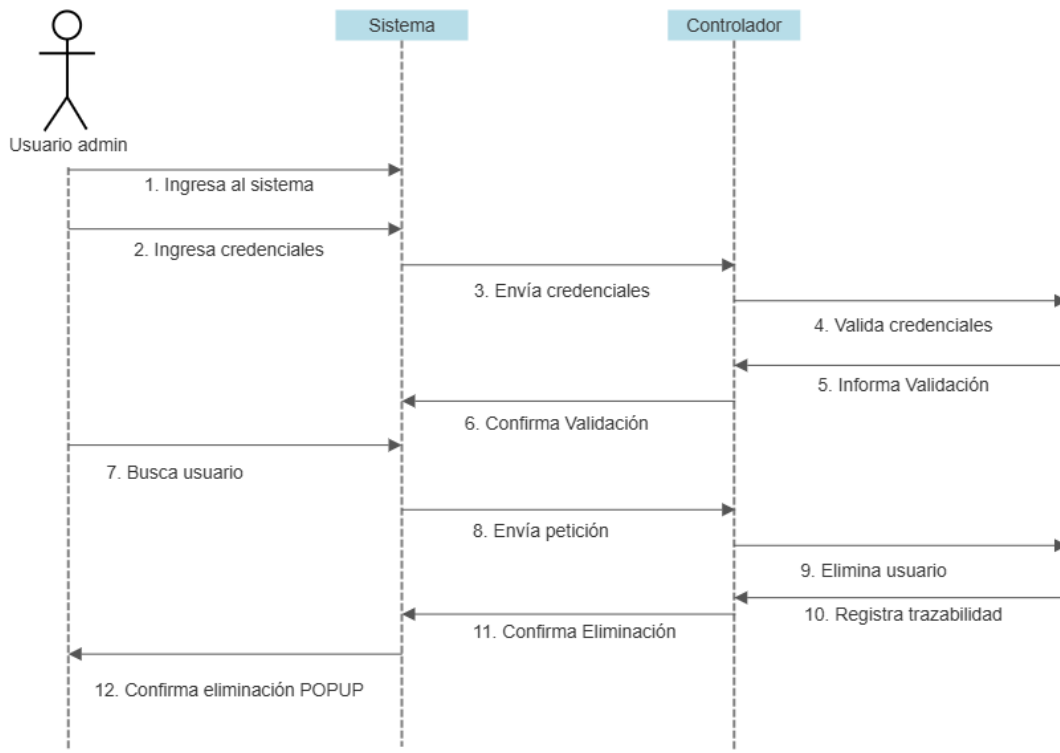 Sistema
Controlador
Usuario admin
1. Ingresa al sistema
2. Ingresa credenciales
3. Envía credenciales
4. Valida credenciales
5. Informa Validación
6. Confirma Validación
7. Busca usuario
8. Envía petición
9. Elimina usuario
10. Registra trazabilidad
11. Confirma Eliminación
12. Confirma eliminación POPUP